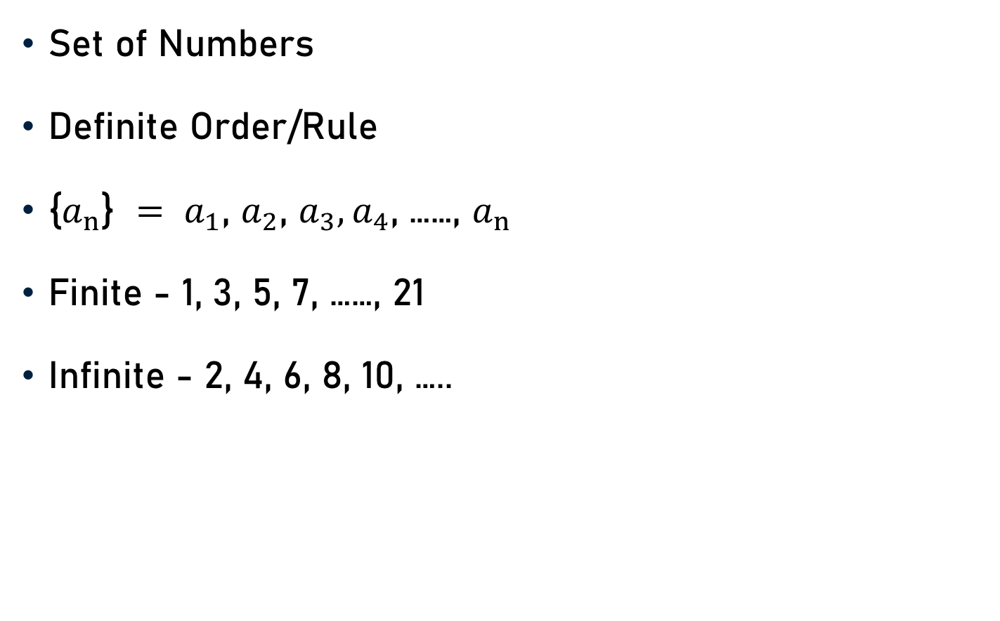 • Set of Numbers
• Definite Order/Rule
• {aₙ} = a₁, a₂, a₃, a₄, ……, aₙ
• Finite – 1, 3, 5, 7, ……, 21
• Infinite – 2, 4, 6, 8, 10, …..